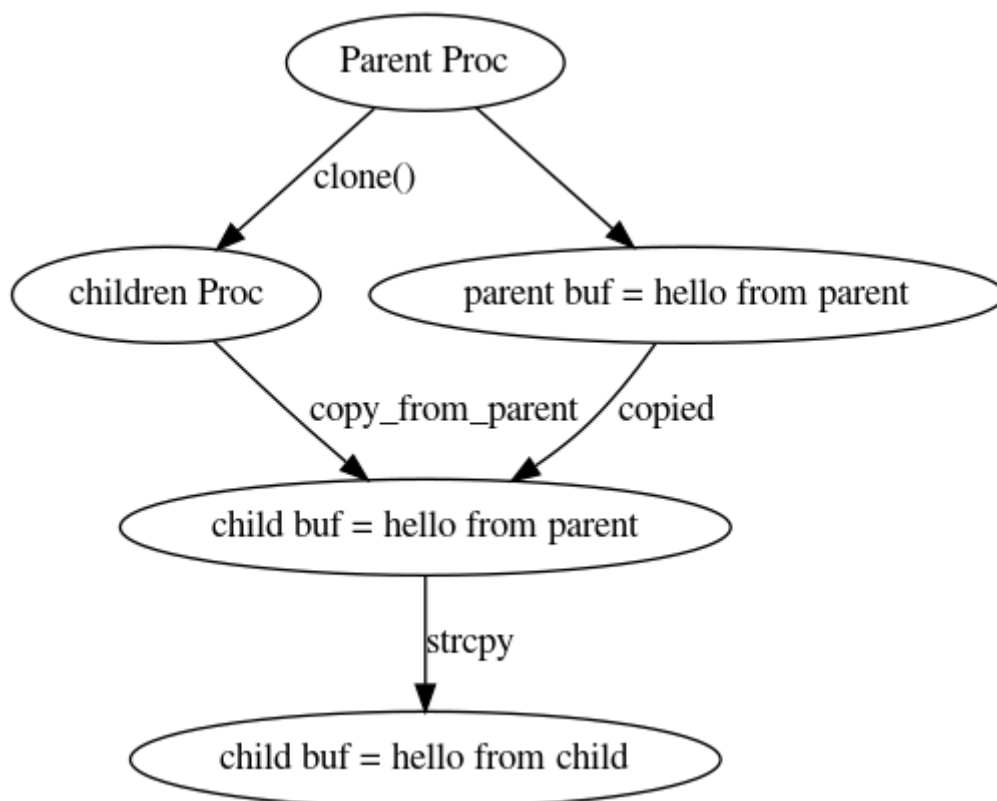 Parent Proc
clone()
children Proc
parent buf = hello from parent
copy_from_parent
copied
child buf = hello from parent
strcpy
child buf = hello from child